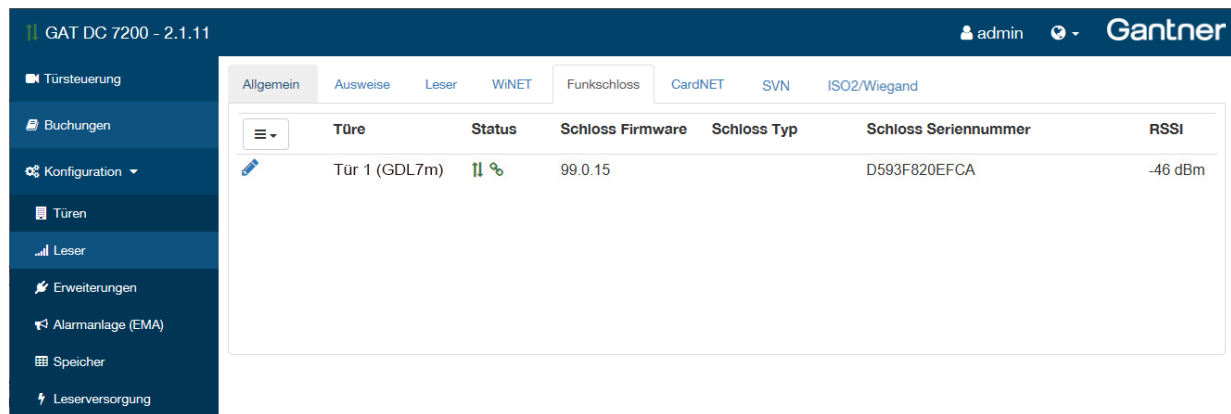 GAT DC 7200 - 2.1.11
admin
Gantner
Türsteuerung
Buchungen
Konfiguration
Türen
Leser
Erweiterungen
Alarmanlage (EMA)
Speicher
Leserversorgung
Allgemein Ausweise Leser WiNET Funkschloss CardNET SVN ISO2/Wiegand
Türe Status Schloss Firmware Schloss Typ Schloss Seriennummer RSSI
Tür 1 (GDL7m) 99.0.15 D593F820EFCA -46 dBm